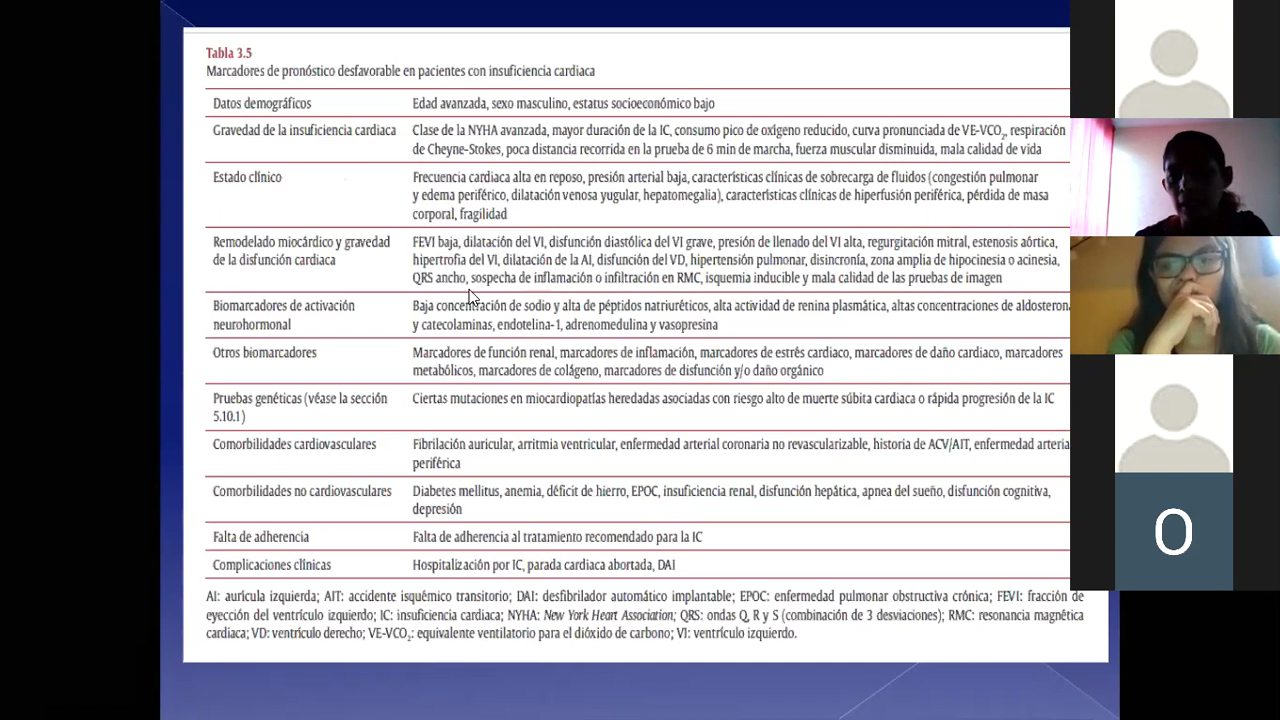 Tabla 3.5
Marcadores de pronóstico desfavorable en pacientes con insuficiencia cardiaca
Datos demográficos
Edad avanzada, sexo masculino, estatus socioeconómico bajo
Gravedad de la insuficiencia cardiaca
Clase de la NYHA avanzada, mayor duración de la IC, consumo pico de oxígeno reducido, curva pronunciada de VE-VCO2, respiración
de Cheyne-Stokes, poca distancia recorrida en la prueba de 6 min de marcha, fuerza muscular disminuida, mala calidad de vida
Estado clínico
Frecuencia cardiaca alta en reposo, presión arterial baja, características clínicas de sobrecarga de fluidos (congestión pulmonar
y edema periférico, dilatación venosa yugular, hepatomegalia), características clínicas de hiperfusión periférica, pérdida de masa
corporal, fragilidad
Remodelado miocárdico y gravedad
de la disfunción cardiaca
FEVI baja, dilatación del VI, disfunción diastólica del VI grave, presión de llenado del VI alta, regurgitación mitral, estenosis aórtica,
hipertrofia del VI, dilatación de la AI, disfunción del VD, hipertensión pulmonar, disincronía, zona amplia de hipocinesia o acinesia,
QRS ancho, sospecha de inflamación o infiltración en RMC, isquemia inducible y mala calidad de las pruebas de imagen
Biomarcadores de activación
neurohormonal
Baja concentración de sodio y alta de péptidos natriuréticos, alta actividad de renina plasmática, altas concentraciones de aldosterona
y catecolaminas, endotelina-1, adrenomedulina y vasopresina
Otros biomarcadores
Marcadores de función renal, marcadores de inflamación, marcadores de estrés cardiaco, marcadores de daño cardiaco, marcadores
metabólicos, marcadores de colágeno, marcadores de disfunción y/o daño orgánico
Pruebas genéticas (véase la sección
5.10.1)
Ciertas mutaciones en miocardiopatías heredadas asociadas con riesgo alto de muerte súbita cardiaca o rápida progresión de la IC
Comorbilidades cardiovasculares
Fibrilación auricular, arritmia ventricular, enfermedad arterial coronaria no revascularizable, historia de ACV/AIT, enfermedad arteria
periférica
Comorbilidades no cardiovasculares
Diabetes mellitus, anemia, déficit de hierro, EPOC, insuficiencia renal, disfunción hepática, apnea del sueño, disfunción cognitiva,
depresión
Falta de adherencia
Falta de adherencia al tratamiento recomendado para la IC
Complicaciones clínicas
Hospitalización por IC, parada cardiaca abortada, DAI
AI: aurícula izquierda; AIT: accidente isquémico transitorio; DAI: desfibrilador automático implantable; EPOC: enfermedad pulmonar obstructiva crónica; FEVI: fracción de
eyección del ventrículo izquierdo; IC: insuficiencia cardiaca; NYHA: New York Heart Association; QRS: ondas Q, R y S (combinación de 3 desviaciones); RMC: resonancia magnética
cardiaca; VD: ventrículo derecho; VE-VCO2: equivalente ventilatorio para el dióxido de carbono; VI: ventrículo izquierdo.
O